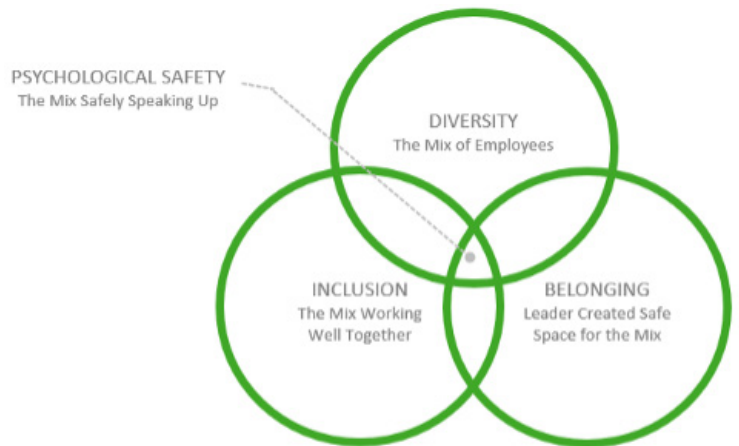 PSYCHOLOGICAL SAFETY
The Mix Safely Speaking Up
DIVERSITY
The Mix of Employees
INCLUSION
The Mix Working
Well Together
BELONGING
Leader Created Safe
Space for the Mix